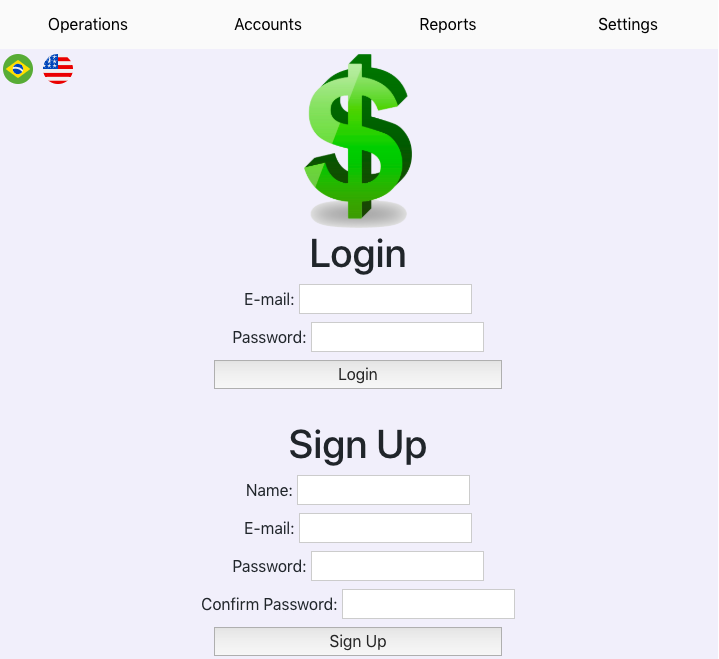 Operations Accounts Reports Settings
Login
E-mail:
Password:
Login
Sign Up
Name:
E-mail:
Password:
Confirm Password:
Sign Up